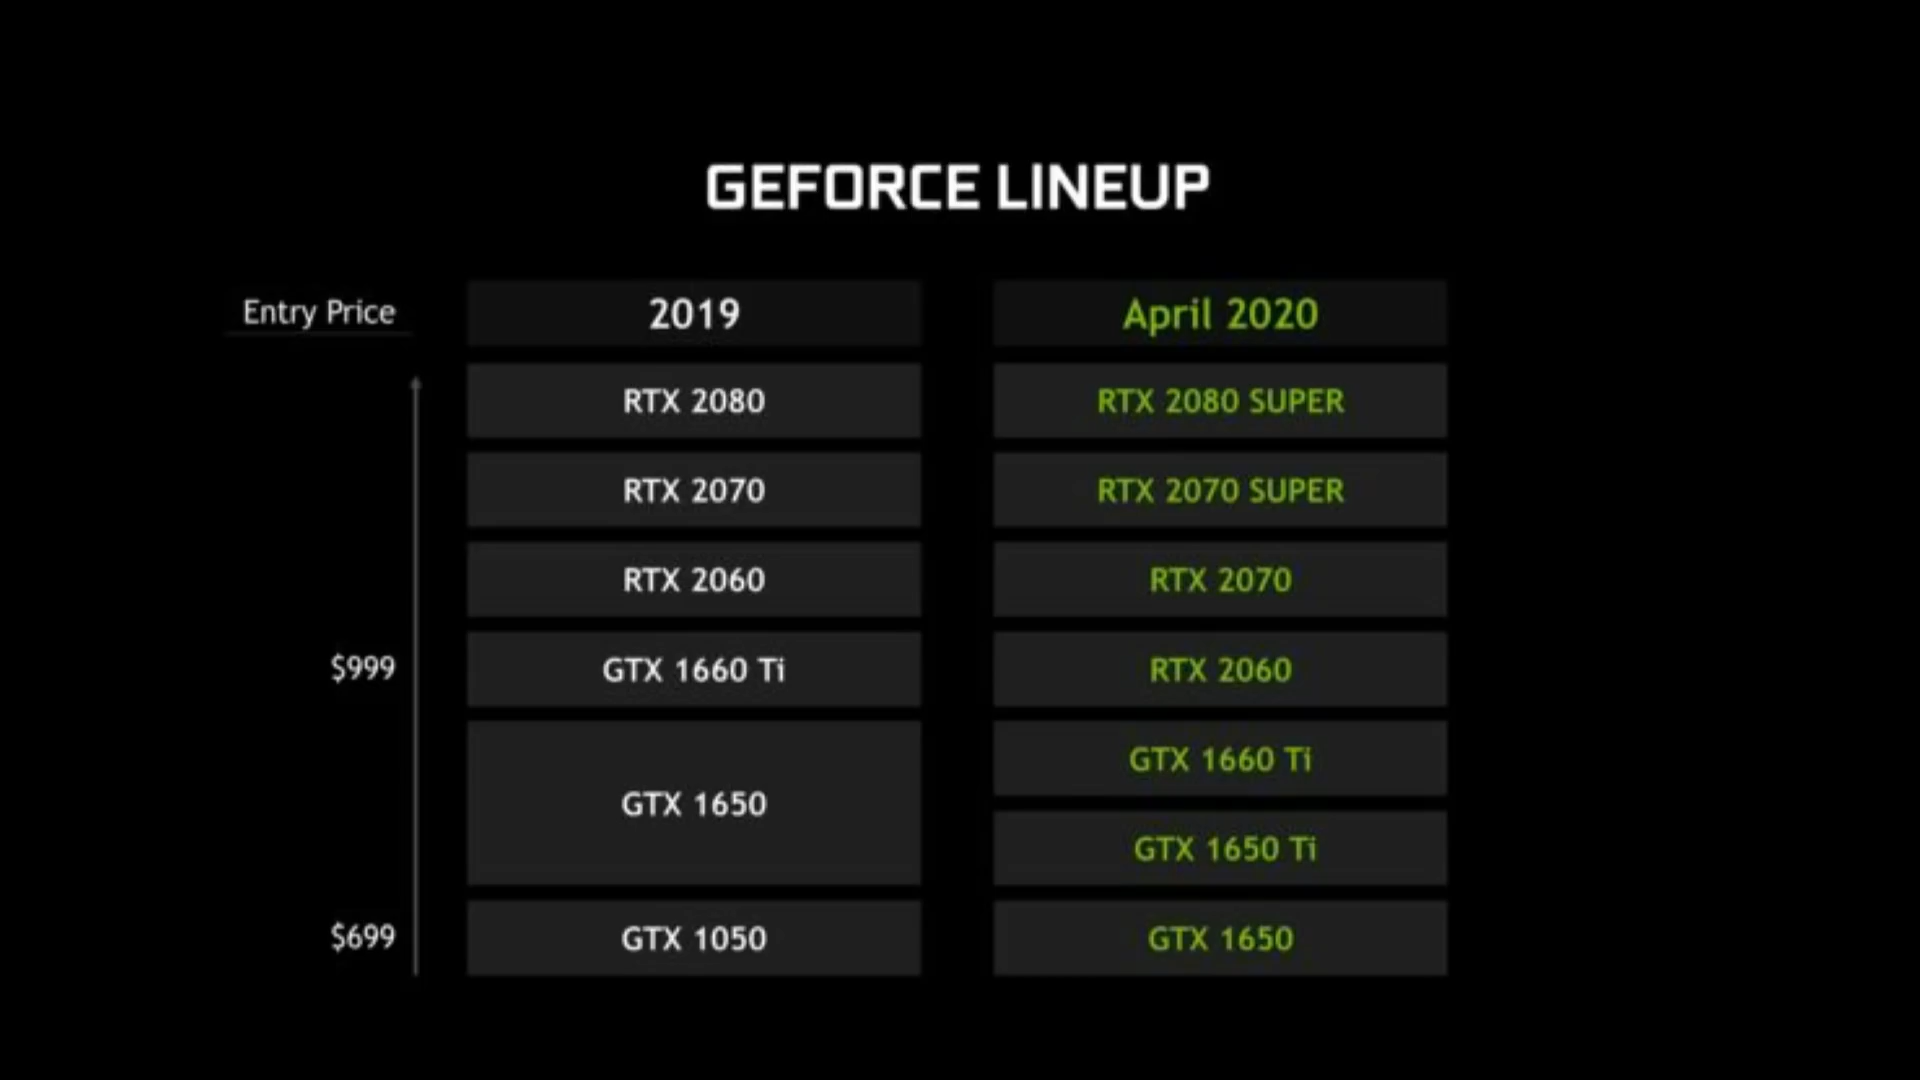 GEFORCE LINEUP
Entry Price 2019 April 2020
RTX 2080 RTX 2080 SUPER
RTX 2070 RTX 2070 SUPER
RTX 2060 RTX 2070
$999 GTX 1660 Ti RTX 2060
GTX 1660 Ti
GTX 1650
GTX 1650 Ti
$699 GTX 1050 GTX 1650